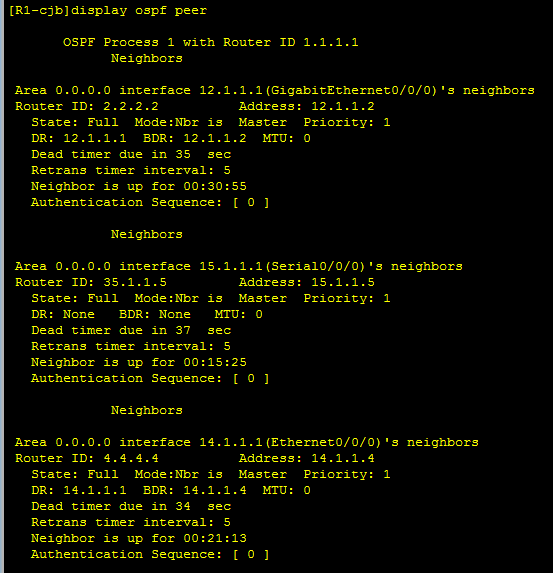 [R1-cjb]display ospf peer
OSPF Process 1 with Router ID 1.1.1.1
Neighbors
Area 0.0.0.0 interface 12.1.1.1(GigabitEthernet0/0/0)'s neighbors
Router ID: 2.2.2.2 Address: 12.1.1.2
State: Full Mode:Nbr is Master Priority: 1
DR: 12.1.1.1 BDR: 12.1.1.2 MTU: 0
Dead timer due in 35 sec
Retrans timer interval: 5
Neighbor is up for 00:30:55
Authentication Sequence: [ 0 ]
Neighbors
Area 0.0.0.0 interface 15.1.1.1(Serial0/0/0)'s neighbors
Router ID: 35.1.1.5 Address: 15.1.1.5
State: Full Mode:Nbr is Master Priority: 1
DR: None BDR: None MTU: 0
Dead timer due in 37 sec
Retrans timer interval: 5
Neighbor is up for 00:15:25
Authentication Sequence: [ 0 ]
Neighbors
Area 0.0.0.0 interface 14.1.1.1(Ethernet0/0/0)'s neighbors
Router ID: 4.4.4.4 Address: 14.1.1.4
State: Full Mode:Nbr is Master Priority: 1
DR: 14.1.1.1 BDR: 14.1.1.4 MTU: 0
Dead timer due in 34 sec
Retrans timer interval: 5
Neighbor is up for 00:21:13
Authentication Sequence: [ 0 ]